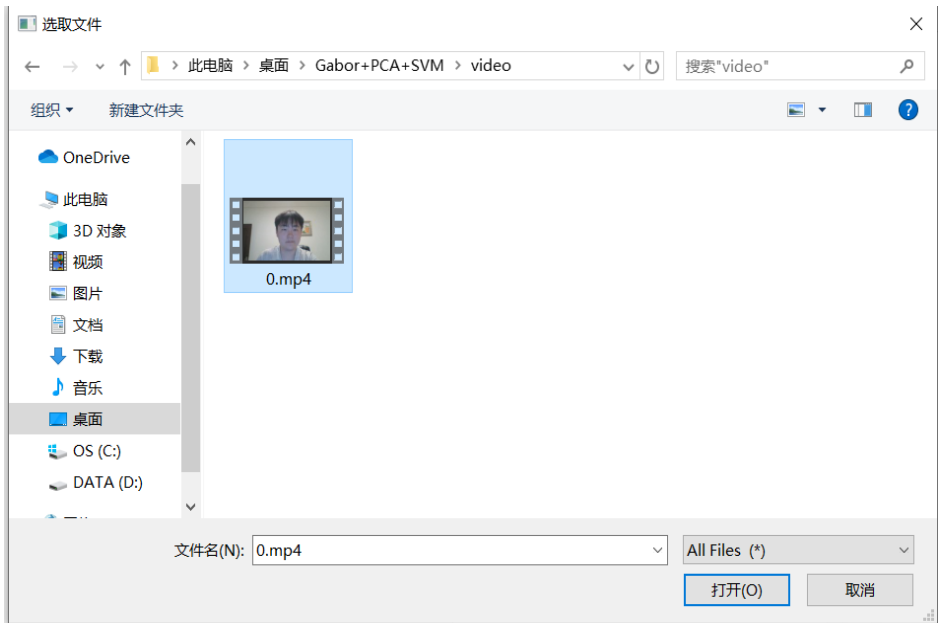 选取文件
此电脑 > 桌面 > Gabor+PCA+SVM > video
搜索"video"
组织
新建文件夹
OneDrive
此电脑
3D 对象
视频
图片
文档
下载
音乐
桌面
OS (C:)
DATA (D:)
0.mp4
文件名(N):
0.mp4
All Files (*)
打开(O)
取消